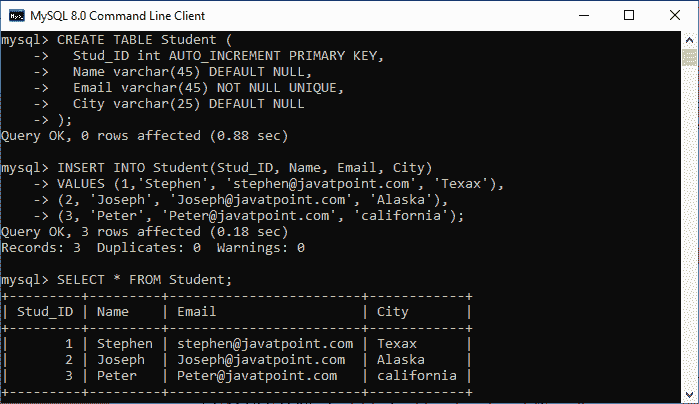 MySQL 8.0 Command Line Client
mysql> CREATE TABLE Student (
    ->   Stud_ID int AUTO_INCREMENT PRIMARY KEY,
    ->   Name varchar(45) DEFAULT NULL,
    ->   Email varchar(45) NOT NULL UNIQUE,
    ->   City varchar(25) DEFAULT NULL
    -> );
Query OK, 0 rows affected (0.88 sec)
mysql> INSERT INTO Student(Stud_ID, Name, Email, City)
    -> VALUES (1,'Stephen', 'stephen@javatpoint.com', 'Texax'),
    -> (2, 'Joseph', 'Joseph@javatpoint.com', 'Alaska'),
    -> (3, 'Peter', 'Peter@javatpoint.com', 'california');
Query OK, 3 rows affected (0.18 sec)
Records: 3  Duplicates: 0  Warnings: 0
mysql> SELECT * FROM Student;
+---------+---------+------------------------+------------+
| Stud_ID | Name    | Email                  | City       |
+---------+---------+------------------------+------------+
|       1 | Stephen | stephen@javatpoint.com | Texax      |
|       2 | Joseph  | Joseph@javatpoint.com  | Alaska     |
|       3 | Peter   | Peter@javatpoint.com   | california |
+---------+---------+------------------------+------------+